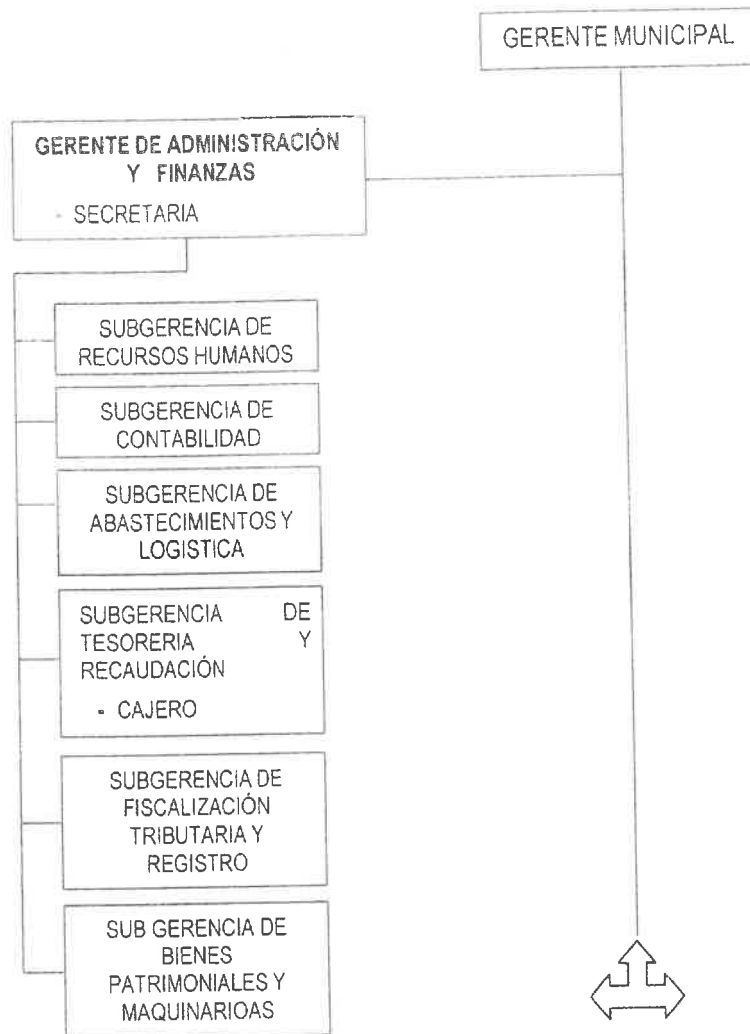 GERENTE MUNICIPAL
GERENTE DE ADMINISTRACIÓN
Y FINANZAS
- SECRETARIA
SUBGERENCIA DE
RECURSOS HUMANOS
SUBGERENCIA DE
CONTABILIDAD
SUBGERENCIA DE
ABASTECIMIENTOS Y
LOGISTICA
SUBGERENCIA DE
TESORERIA Y
RECAUDACIÓN
- CAJERO
SUBGERENCIA DE
FISCALIZACIÓN
TRIBUTARIA Y
REGISTRO
SUB GERENCIA DE
BIENES
PATRIMONIALES Y
MAQUINARIOAS